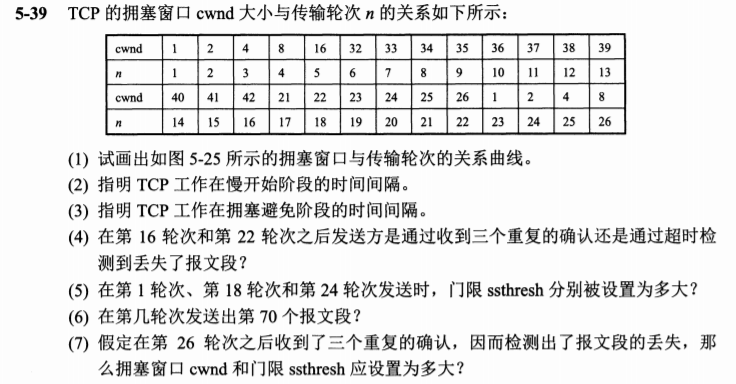 5-39 TCP 的拥塞窗口 cwnd 大小与传输轮次 n 的关系如下所示：
cwnd 1 2 4 8 16 32 33 34 35 36 37 38 39
n 1 2 3 4 5 6 7 8 9 10 11 12 13
cwnd 40 41 42 21 22 23 24 25 26 1 2 4 8
n 14 15 16 17 18 19 20 21 22 23 24 25 26
(1) 试画出如图 5-25 所示的拥塞窗口与传输轮次的关系曲线。
(2) 指明 TCP 工作在慢开始阶段的时间间隔。
(3) 指明 TCP 工作在拥塞避免阶段的时间间隔。
(4) 在第 16 轮次和第 22 轮次之后发送方是通过收到三个重复的确认还是通过超时检
测到丢失了报文段？
(5) 在第 1 轮次、第 18 轮次和第 24 轮次发送时，门限 ssthresh 分别被设置为多大？
(6) 在第几轮次发送出第 70 个报文段？
(7) 假定在第 26 轮次之后收到了三个重复的确认，因而检测出了报文段的丢失，那
么拥塞窗口 cwnd 和门限 ssthresh 应设置为多大？